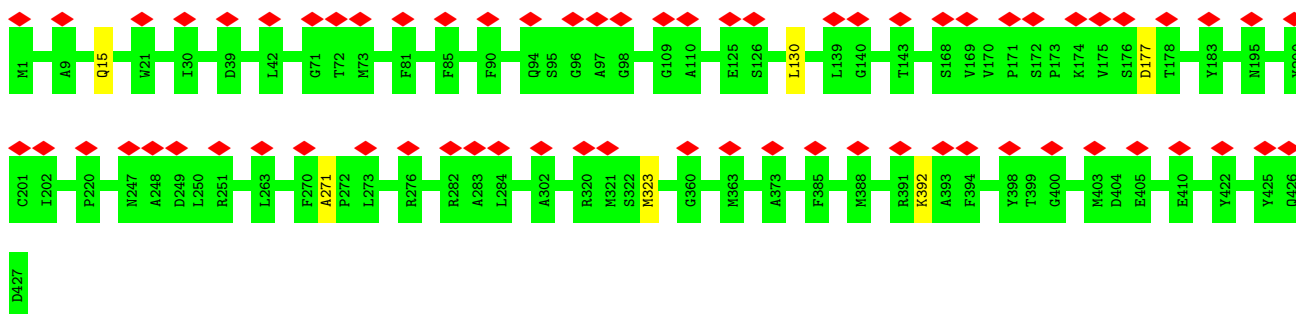 M1 A9 Q15 W21 I30 D39 L42 G71 T72 M73 F81 F85 F90 Q94 S95 G96 A97 G98 G109 A110 E125 S126 L130 L139 G140 T143 S168 V169 V170 P171 S172 P173 K174 V175 S176 D177 T178 Y183 N195
C201 I202 P220 N247 A248 D249 L250 R251 L263 F270 A271 P272 L273 R276 R282 A283 L284 A302 R320 M321 S322 M323 G360 M363 A373 F385 M388 R391 K392 A393 F394 Y398 T399 G400 M403 D404 E405 E410 Y422 Y425 Q426
D427